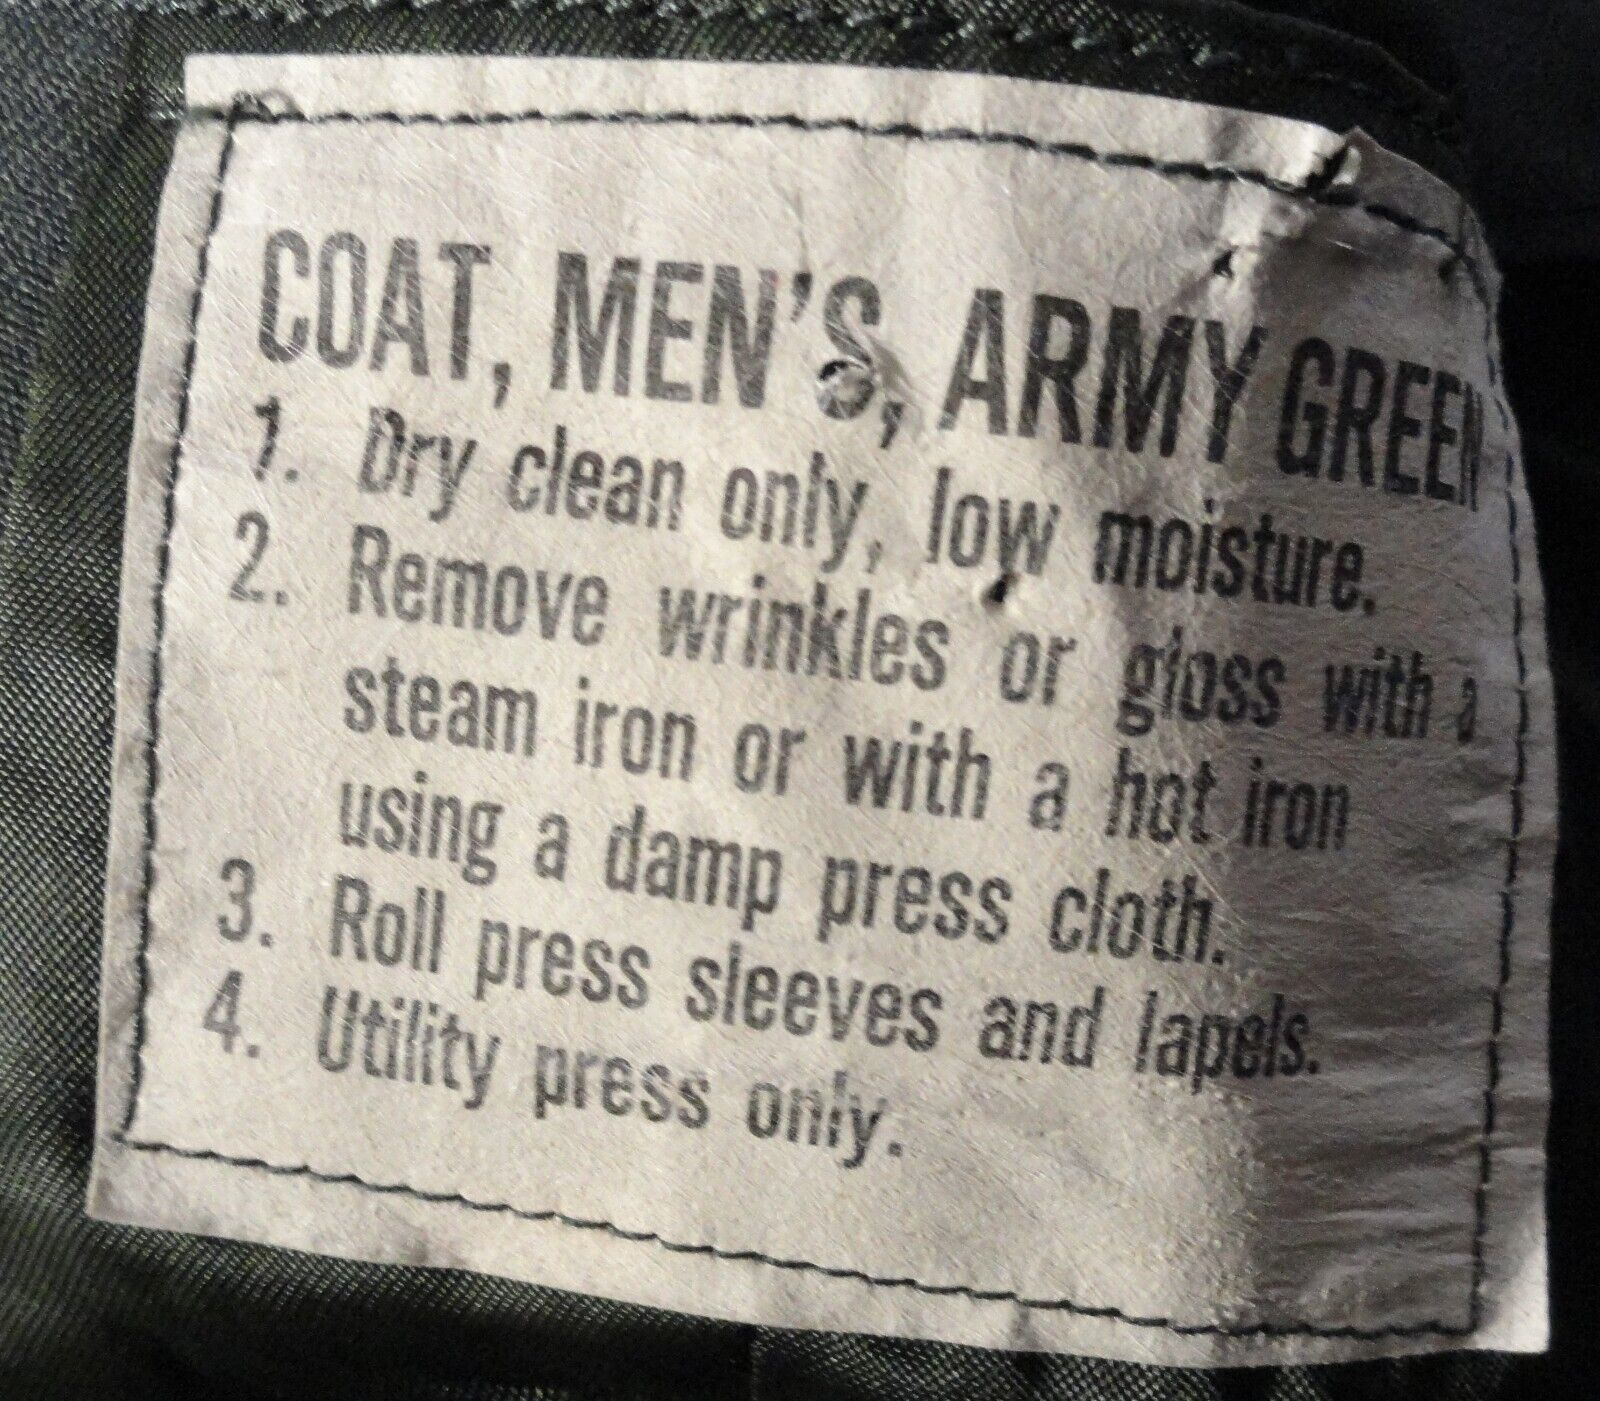 COAT, MEN'S, ARMY GREEN
1. Dry clean only, low moisture.
2. Remove wrinkles or gloss with a
steam iron or with a hot iron
using a damp press cloth.
3. Roll press sleeves and lapels.
4. Utility press only.